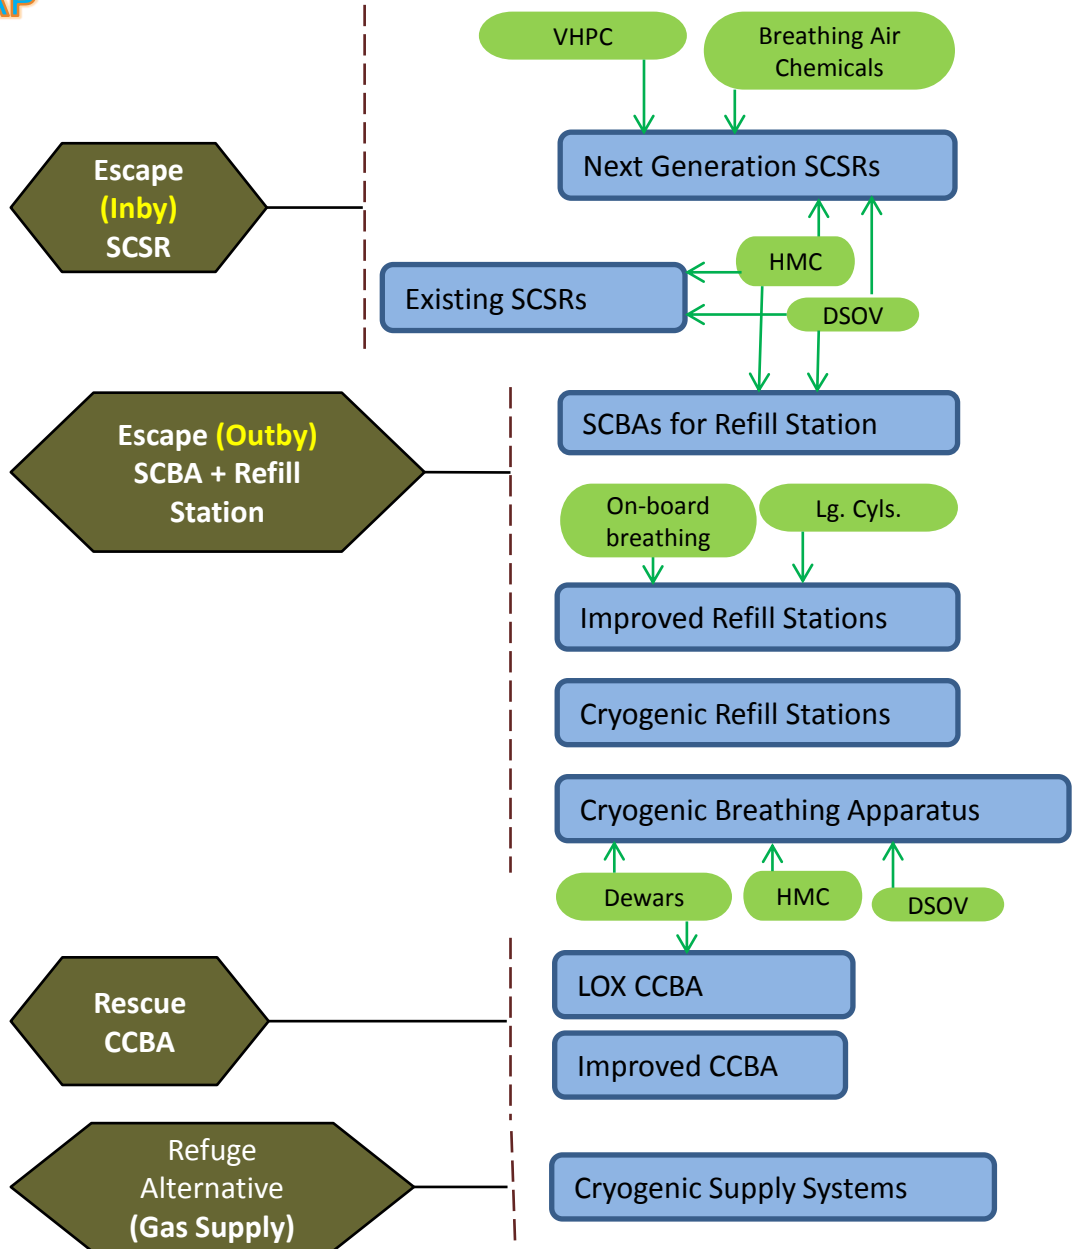 AP
VHPC
Breathing Air
Chemicals
Escape
(Inby)
SCSR
Next Generation SCSRs
HMC
Existing SCSRs
DSOV
Escape (Outby)
SCBA + Refill
Station
SCBAs for Refill Station
On-board
breathing
Lg. Cyls.
Improved Refill Stations
Cryogenic Refill Stations
Cryogenic Breathing Apparatus
Dewars
HMC
DSOV
Rescue
CCBA
LOX CCBA
Improved CCBA
Refuge
Alternative
(Gas Supply)
Cryogenic Supply Systems